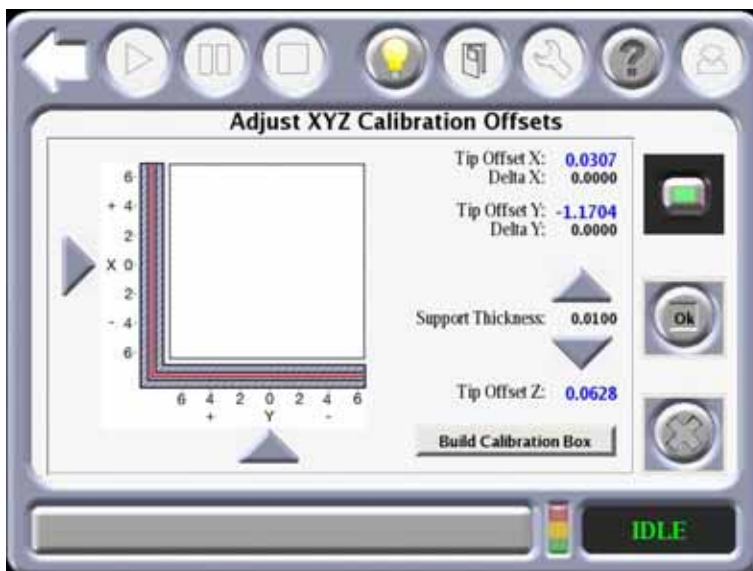 Adjust XYZ Calibration Offsets
Tip Offset X: 0.0307
Delta X: 0.0000
Tip Offset Y: -1.1704
Delta Y: 0.0000
6
+ 4
2
X 0
2
- 4
6
6 4 2 0 2 4 6
+ Y -
Support Thickness: 0.0100
Ok
Tip Offset Z: 0.0628
Build Calibration Box
IDLE